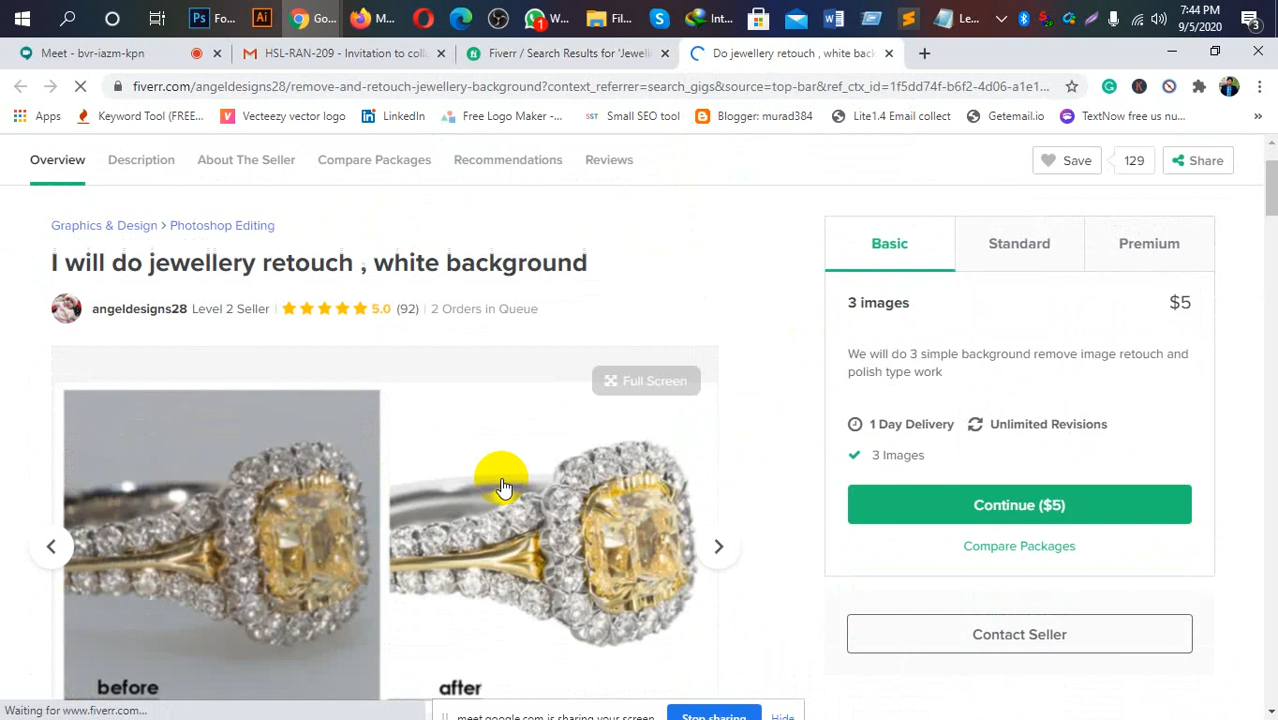 Fo...
Go...
M...
W...
Fil...
Int...
Le...
7:44 PM
9/5/2020
Meet - bvr-iazm-kpn
HSL-RAN-209 - Invitation to coll
Fiverr / Search Results for 'Jewell
Do jewellery retouch , white back
fiverr.com/angeldesigns28/remove-and-retouch-jewellery-background?context_referrer=search_gigs&source=top-bar&ref_ctx_id=1f5dd74f-b6f2-4d06-a1e1...
Apps
Keyword Tool (FREE...
Vecteezy vector logo
LinkedIn
Free Logo Maker -...
SST Small SEO tool
Blogger: murad384
Lite1.4 Email collect
Getemail.io
TextNow free us nu...
Overview
Description
About The Seller
Compare Packages
Recommendations
Reviews
Save
129
Share
Graphics & Design > Photoshop Editing
I will do jewellery retouch , white background
angeldesigns28 Level 2 Seller 5.0 (92) | 2 Orders in Queue
Full Screen
before
after
Basic
Standard
Premium
3 images $5
We will do 3 simple background remove image retouch and
polish type work
1 Day Delivery Unlimited Revisions
3 Images
Continue ($5)
Compare Packages
Contact Seller
Waiting for www.fiverr.com...
meet.google.com is sharing your screen.
Stop sharing
Hide